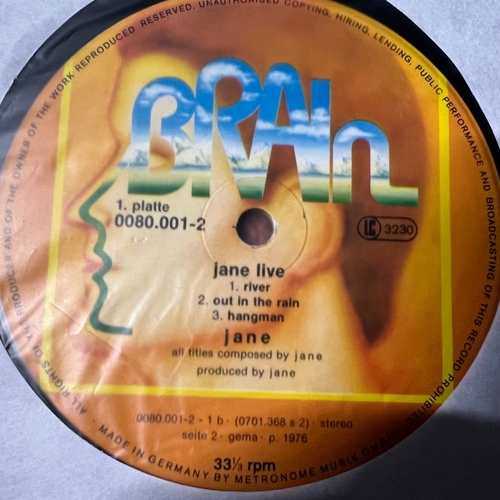 ALL RIGHTS OF THE PRODUCER AND OF THE OWNER OF THE WORK REPRODUCED RESERVED, UNAUTHORISED COPYING, HIRING, LENDING, PUBLIC PERFORMANCE AND BROADCASTING OF THIS RECORD PROHIBITED
BRAIn
1. platte
0080.001-2
LC 3230
jane live
1. river
2. out in the rain
3. hangman
jane
all titles composed by jane
produced by jane
0080.001-2 - 1 b · (0701.368 s 2) · stereo
seite 2 - gema - p. 1976
33⅓ rpm
MADE IN GERMANY BY METRONOME MUSIK